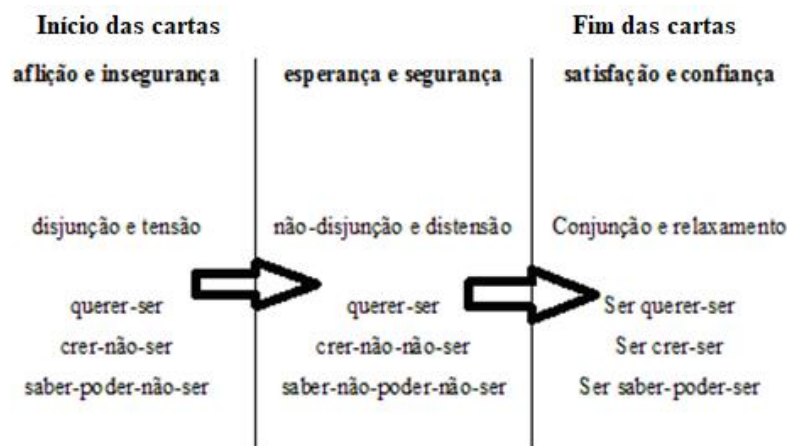 Início das cartas
Fim das cartas
aflição e insegurança
esperança e segurança
satisfação e confiança
disjunção e tensão
não-disjunção e distensão
Conjunção e relaxamento
querer-ser
querer-ser
Ser querer-ser
crer-não-ser
crer-não-não-ser
Ser crer-ser
saber-poder-não-ser
saber-não-poder-não-ser
Ser saber-poder-ser